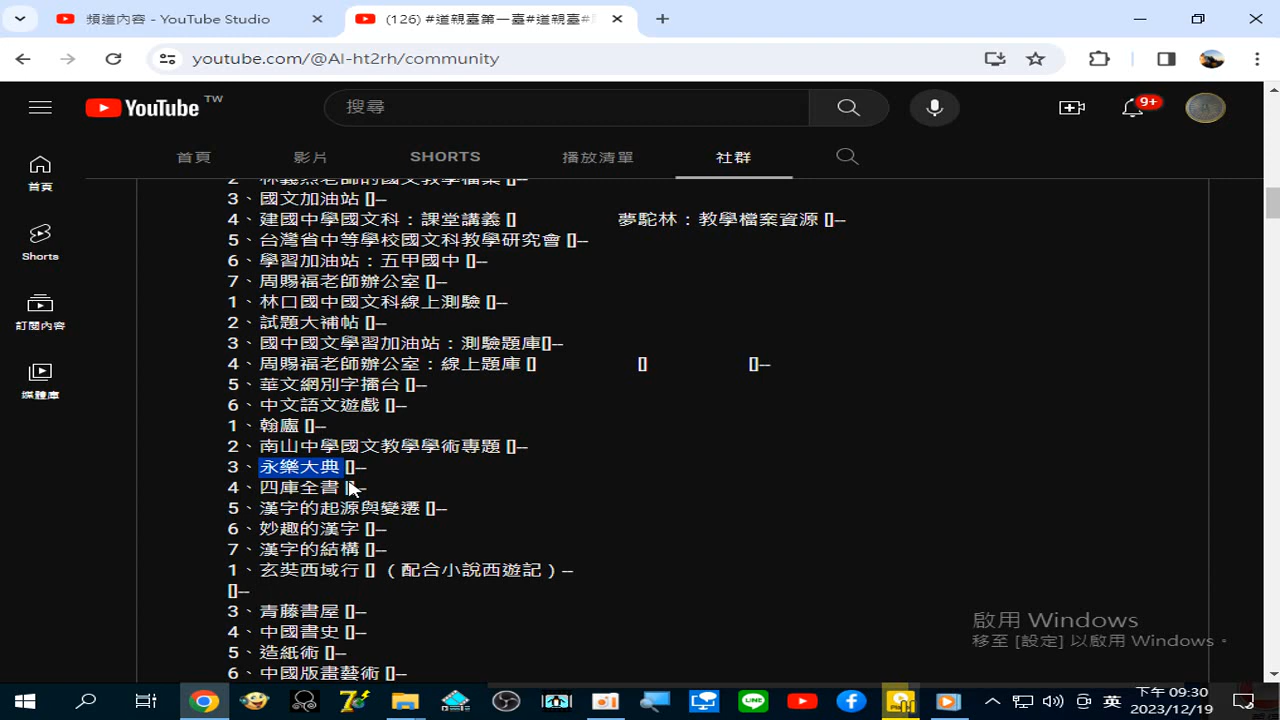 頻道內容 - YouTube Studio
(126) #道親臺第一臺#道親臺#
youtube.com/@AI-ht2rh/community
YouTube TW
搜尋
9+
首頁 影片 SHORTS 播放清單 社群
首頁
Shorts
訂閱內容
媒體庫
2、林義烈老師的國文教學檔案 []--
3、國文加油站 []--
4、建國中學國文科：課堂講義 [] 夢駝林：教學檔案資源 []--
5、台灣省中等學校國文科教學研究會 []--
6、學習加油站：五甲國中 []--
7、周賜福老師辦公室 []--
1、林口國中國文科線上測驗 []--
2、試題大補帖 []--
3、國中國文學習加油站：測驗題庫[]--
4、周賜福老師辦公室：線上題庫 [] [] []--
5、華文網別字擂台 []--
6、中文語文遊戲 []--
1、翰廬 []--
2、南山中學國文教學學術專題 []--
3、永樂大典 []--
4、四庫全書 []--
5、漢字的起源與變遷 []--
6、妙趣的漢字 []--
7、漢字的結構 []--
1、玄奘西域行 [] （配合小說西遊記）--
[]--
3、青藤書屋 []--
4、中國書史 []--
5、造紙術 []--
6、中國版畫藝術 []--
啟用 Windows
移至 [設定] 以啟用 Windows。
LINE
英
下午 09:30
2023/12/19